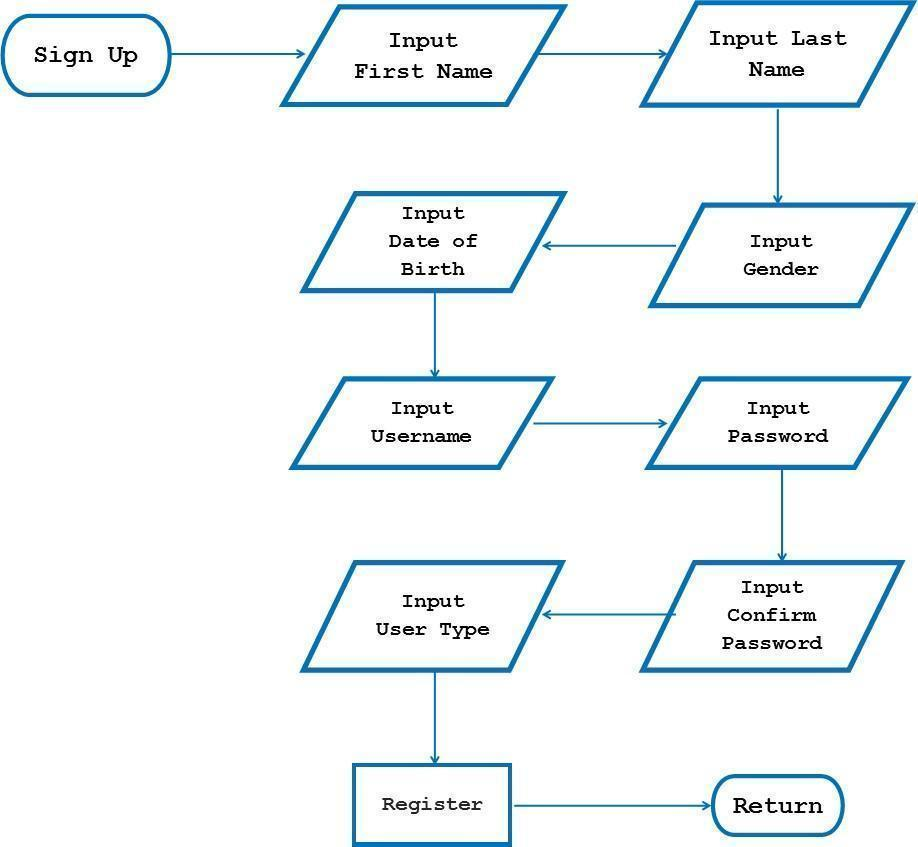 Sign Up
Input
First Name
Input Last
Name
Input
Gender
Input
Date of
Birth
Input
Username
Input
Password
Input
Confirm
Password
Input
User Type
Register
Return